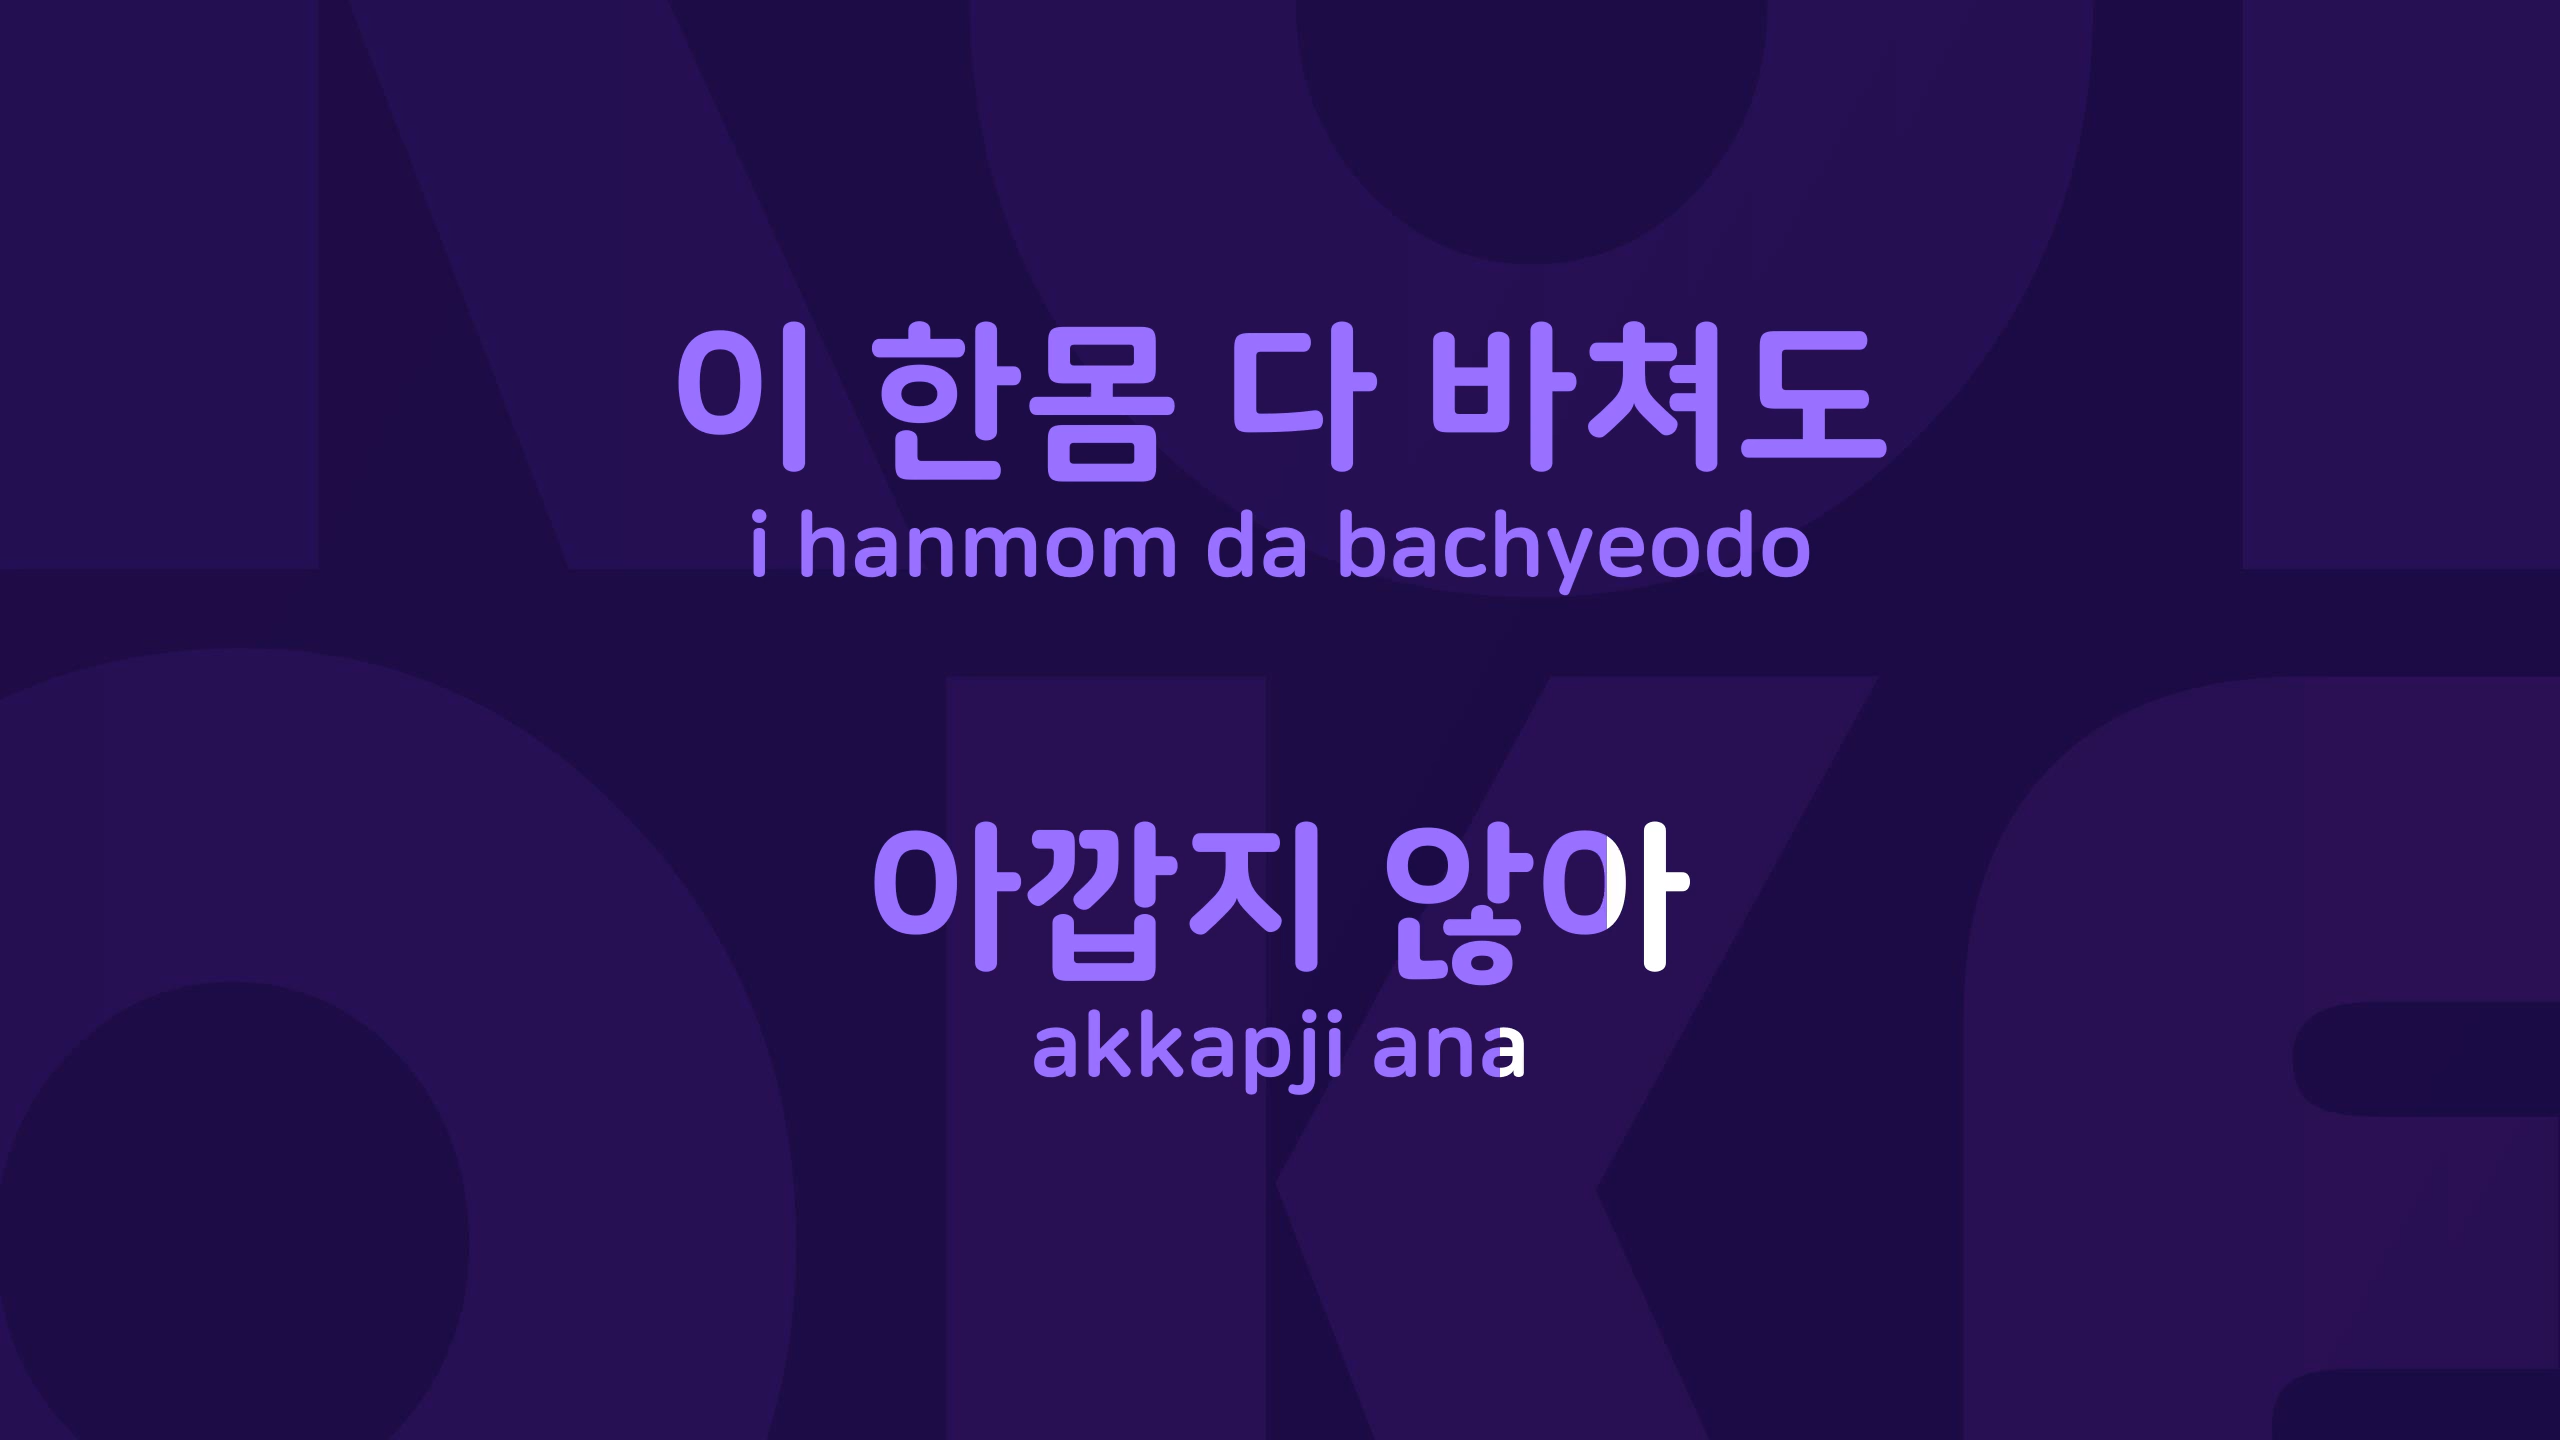 이 한몸 다 바쳐도
i hanmom da bachyeodo
아깝지 않아
akkapji ana